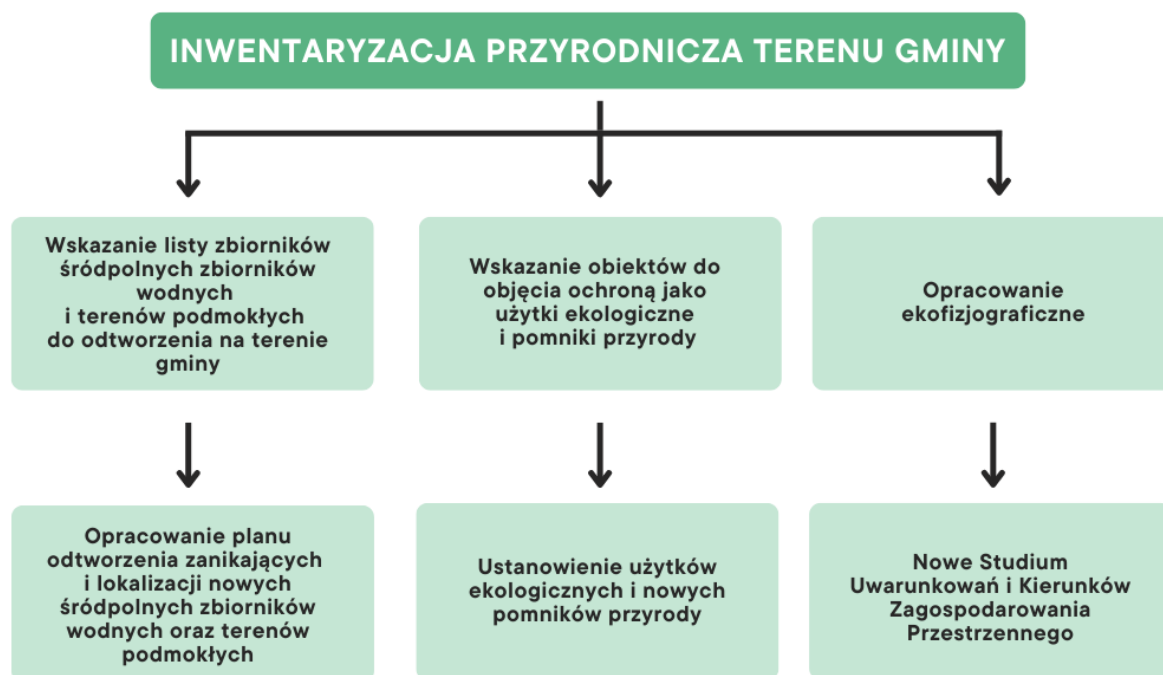 INWENTARYZACJA PRZYRODNICZA TERENU GMINY
Wskazanie listy zbiorników
śródpolnych zbiorników
wodnych
i terenów podmokłych
do odtworzenia na terenie
gminy
Wskazanie obiektów do
objęcia ochroną jako
użytki ekologiczne
i pomniki przyrody
Opracowanie
ekofizjograficzne
Opracowanie planu
odtworzenia zanikających
i lokalizacji nowych
śródpolnych zbiorników
wodnych oraz terenów
podmokłych
Ustanowienie użytków
ekologicznych i nowych
pomników przyrody
Nowe Studium
Uwarunkowań i Kierunków
Zagospodarowania
Przestrzennego